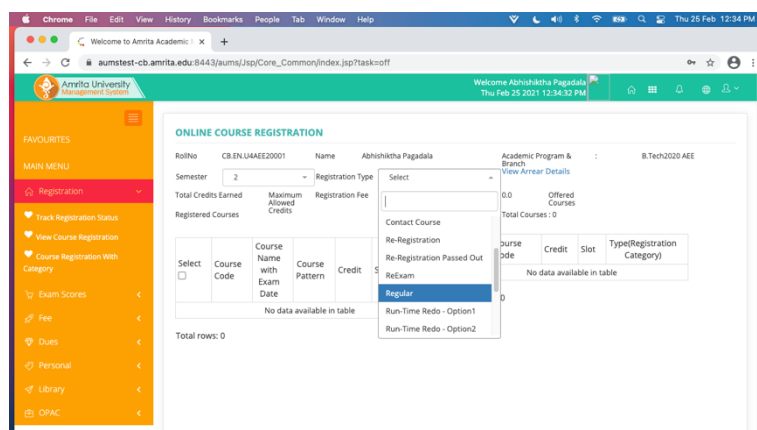 Chrome File Edit View History Bookmarks People Tab Window Help Thu 25 Feb 12:34 PM
Welcome to Amrita Academic
aumstest-cb.amrita.edu:8443/aums/Jsp/Core_Common/index.jsp?task=off
Amrita University
Management System
Welcome Abhishiktha Pagadala
Thu Feb 25 2021 12:34:32 PM
FAVOURITES
MAIN MENU
Registration
Track Registration Status
View Course Registration
Course Registration With Category
Exam Scores
Fee
Dues
Personal
Library
OPAC
ONLINE COURSE REGISTRATION
RollNo CB.EN.U4AEE20001 Name Abhishiktha Pagadala Academic Program & Branch : B.Tech2020 AEE
View Arrear Details
Semester 2 Registration Type Select
Total Credits Earned Maximum Allowed Credits Registration Fee 0.0 Offered Courses
Registered Courses Total Courses : 0
Contact Course
Re-Registration
Re-Registration Passed Out
ReExam
Regular
Run-Time Redo - Option1
Run-Time Redo - Option2
Select Course Code Course Name with Exam Date Course Pattern Credit
Credit Slot Type(Registration Category)
No data available in table
No data available in table
Total rows: 0